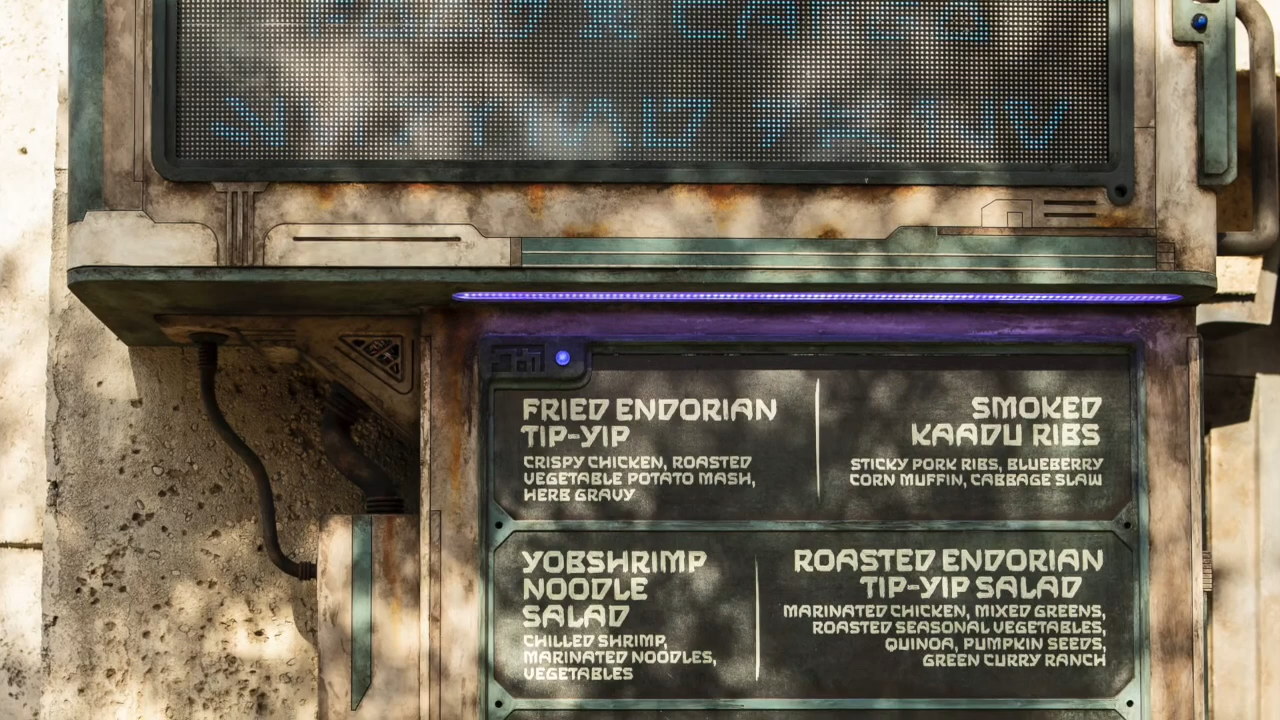 FRIED ENDORIAN
TIP-YIP
CRISPY CHICKEN, ROASTED
VEGETABLE POTATO MASH,
HERB GRAVY
SMOKED
KAADU RIBS
STICKY PORK RIBS, BLUEBERRY
CORN MUFFIN, CABBAGE SLAW
YOBSHRIMP
NOODLE
SALAD
CHILLED SHRIMP,
MARINATED NOODLES,
VEGETABLES
ROASTED ENDORIAN
TIP-YIP SALAD
MARINATED CHICKEN, MIXED GREENS,
ROASTED SEASONAL VEGETABLES,
QUINOA, PUMPKIN SEEDS,
GREEN CURRY RANCH